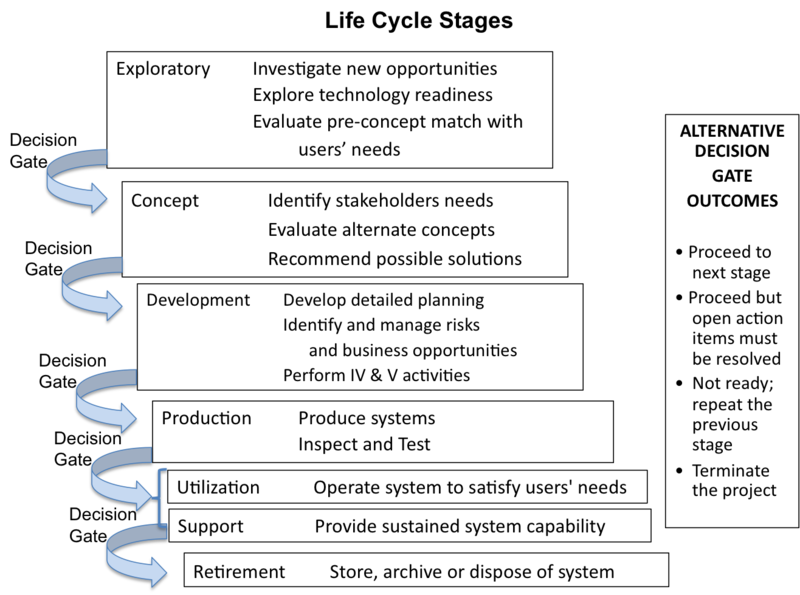 Life Cycle Stages
Exploratory Investigate new opportunities
Explore technology readiness
Evaluate pre-concept match with
users’ needs
Decision
Gate
Concept Identify stakeholders needs
Evaluate alternate concepts
Recommend possible solutions
Decision
Gate
Development Develop detailed planning
Identify and manage risks
and business opportunities
Perform IV & V activities
Decision
Gate
Production Produce systems
Inspect and Test
Decision
Gate
Utilization Operate system to satisfy users' needs
Support Provide sustained system capability
Decision
Gate
Retirement Store, archive or dispose of system
ALTERNATIVE
DECISION
GATE
OUTCOMES
• Proceed to
next stage
• Proceed but
open action
items must
be resolved
• Not ready;
repeat the
previous
stage
• Terminate
the project